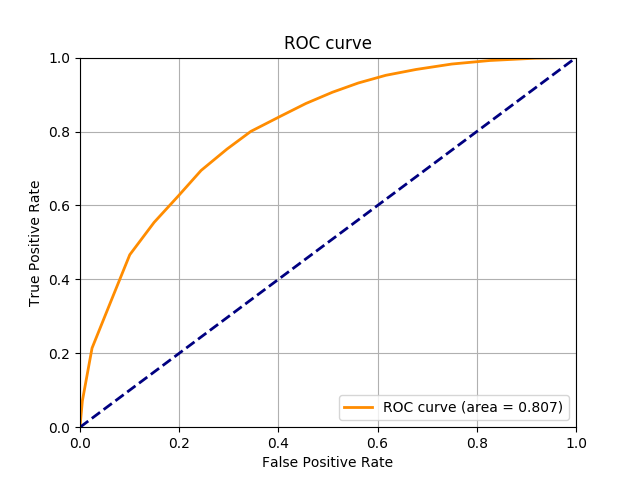 ROC curve
1.0
0.8
0.6
0.4
0.2
0.0
True Positive Rate
ROC curve (area = 0.807)
0.0 0.2 0.4 0.6 0.8 1.0
False Positive Rate